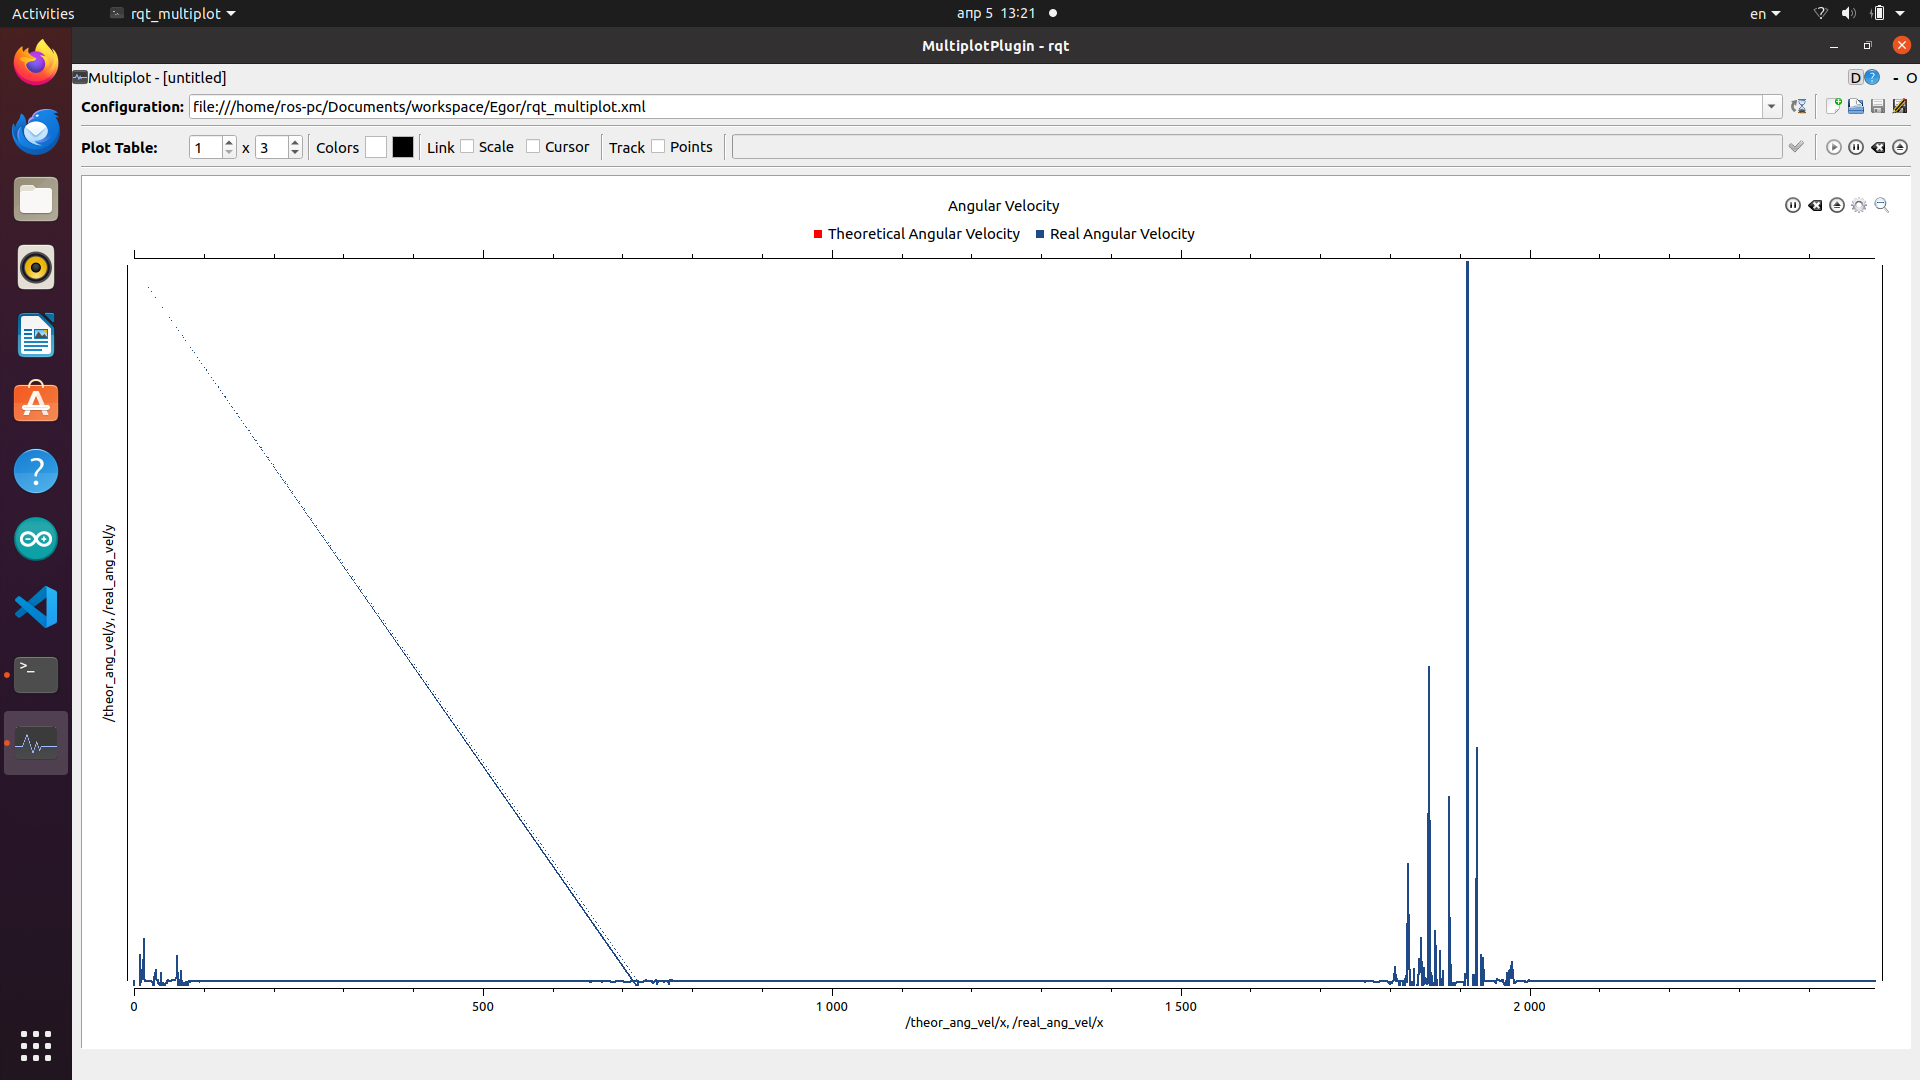 Activities rqt_multiplot апр 5 13:21 en
MultiplotPlugin - rqt
Multiplot - [untitled] D ? - O
Configuration: file:///home/ros-pc/Documents/workspace/Egor/rqt_multiplot.xml
Plot Table: 1 x 3 Colors Link Scale Cursor Track Points
Angular Velocity
Theoretical Angular Velocity Real Angular Velocity
/theor_ang_vel/y, /real_ang_vel/y
0 500 1 000 1 500 2 000
/theor_ang_vel/x, /real_ang_vel/x